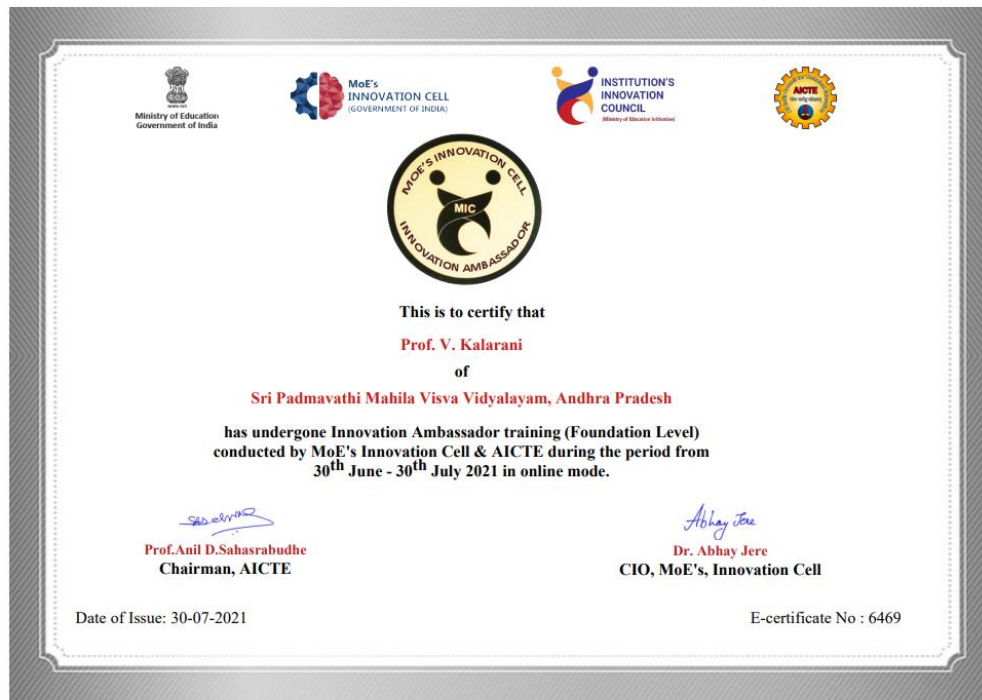 Ministry of Education
Government of India
MoE's
INNOVATION CELL
(GOVERNMENT OF INDIA)
INSTITUTION'S
INNOVATION
COUNCIL
(Ministry of Education Initiative)
AICTE
MOE'S INNOVATION CELL
MIC
INNOVATION AMBASSADOR
This is to certify that
Prof. V. Kalarani
of
Sri Padmavathi Mahila Visva Vidyalayam, Andhra Pradesh
has undergone Innovation Ambassador training (Foundation Level)
conducted by MoE's Innovation Cell & AICTE during the period from
30th June - 30th July 2021 in online mode.
Abhay Jere
Prof.Anil D.Sahasrabudhe
Chairman, AICTE
Dr. Abhay Jere
CIO, MoE's, Innovation Cell
Date of Issue: 30-07-2021
E-certificate No : 6469